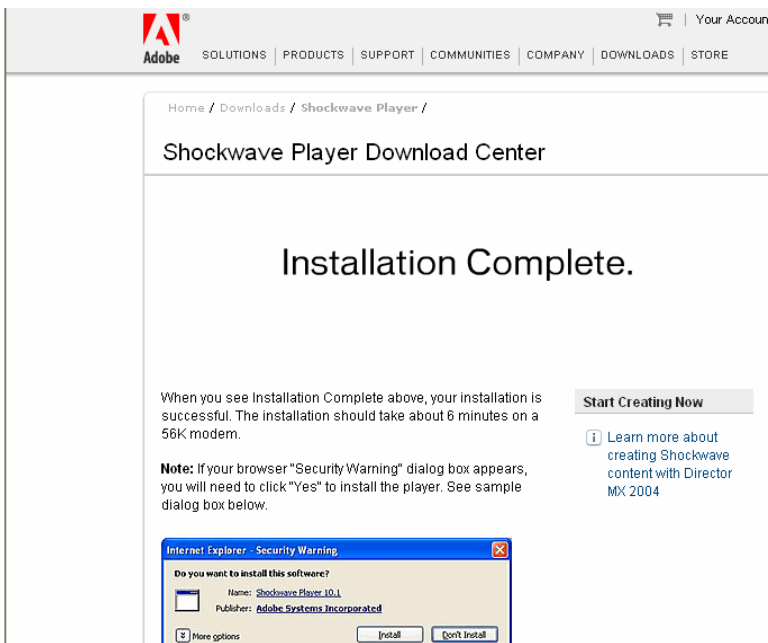 ®
Your Accoun
Adobe
SOLUTIONS | PRODUCTS | SUPPORT | COMMUNITIES | COMPANY | DOWNLOADS | STORE
Home / Downloads / Shockwave Player /
Shockwave Player Download Center
Installation Complete.
When you see Installation Complete above, your installation is
successful. The installation should take about 6 minutes on a
56K modem.
Note: If your browser "Security Warning" dialog box appears,
you will need to click "Yes" to install the player. See sample
dialog box below.
Start Creating Now
i Learn more about
creating Shockwave
content with Director
MX 2004
Internet Explorer - Security Warning
Do you want to install this software?
Name: Shockwave Player 10.1
Publisher: Adobe Systems Incorporated
More options
Install
Don't Install